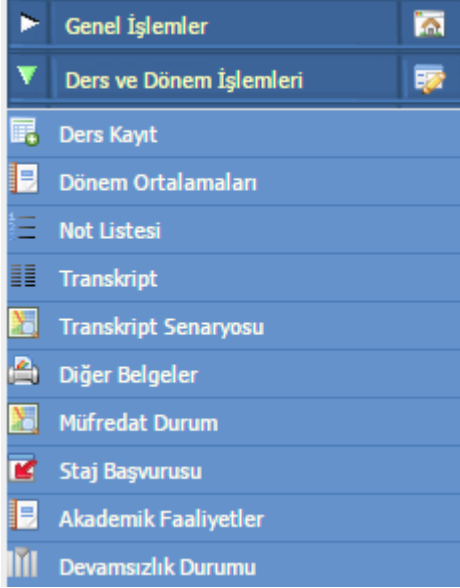 Genel İşlemler
Ders ve Dönem İşlemleri
Ders Kayıt
Dönem Ortalamaları
Not Listesi
Transkript
Transkript Senaryosu
Diğer Belgeler
Müfredat Durum
Staj Başvurusu
Akademik Faaliyetler
Devamsızlık Durumu